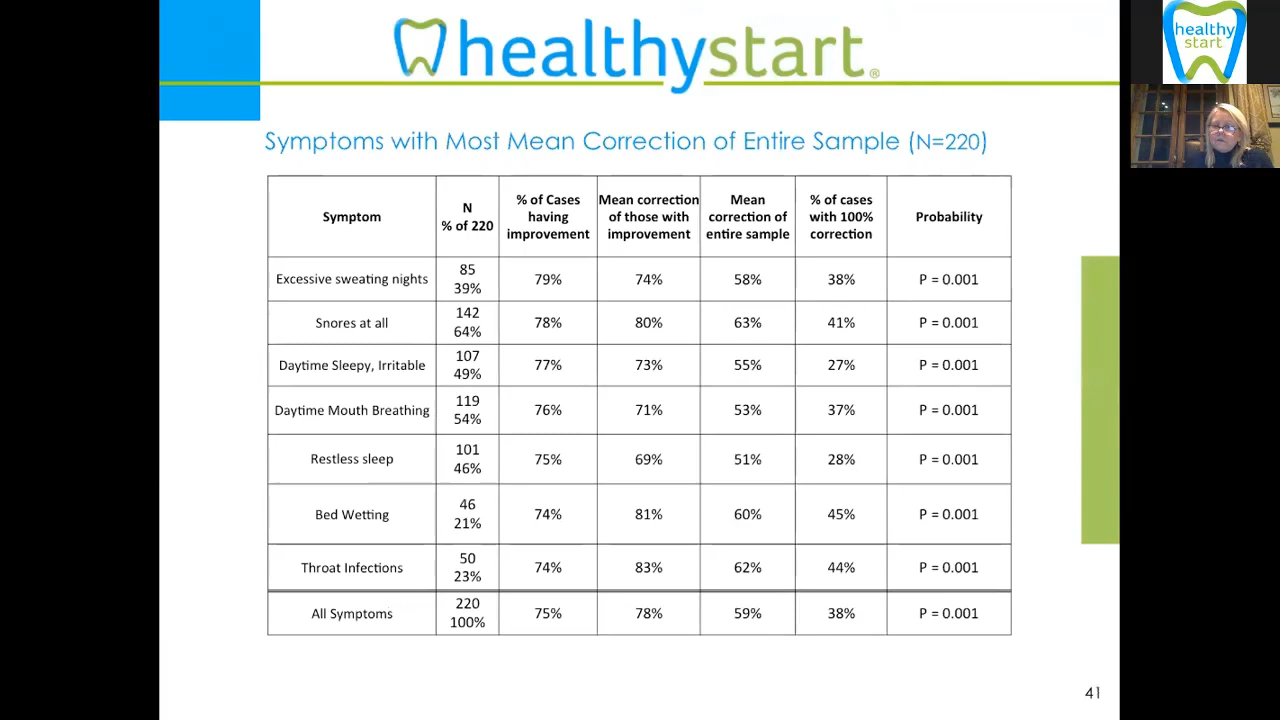 healthystart®
healthy
start
Symptoms with Most Mean Correction of Entire Sample (N=220)
Symptom
N
% of 220
% of Cases
having
improvement
Mean correction
of those with
improvement
Mean
correction of
entire sample
% of cases
with 100%
correction
Probability
Excessive sweating nights
85
39%
79%
74%
58%
38%
P = 0.001
Snores at all
142
64%
78%
80%
63%
41%
P = 0.001
Daytime Sleepy, Irritable
107
49%
77%
73%
55%
27%
P = 0.001
Daytime Mouth Breathing
119
54%
76%
71%
53%
37%
P = 0.001
Restless sleep
101
46%
75%
69%
51%
28%
P = 0.001
Bed Wetting
46
21%
74%
81%
60%
45%
P = 0.001
Throat Infections
50
23%
74%
83%
62%
44%
P = 0.001
All Symptoms
220
100%
75%
78%
59%
38%
P = 0.001
41